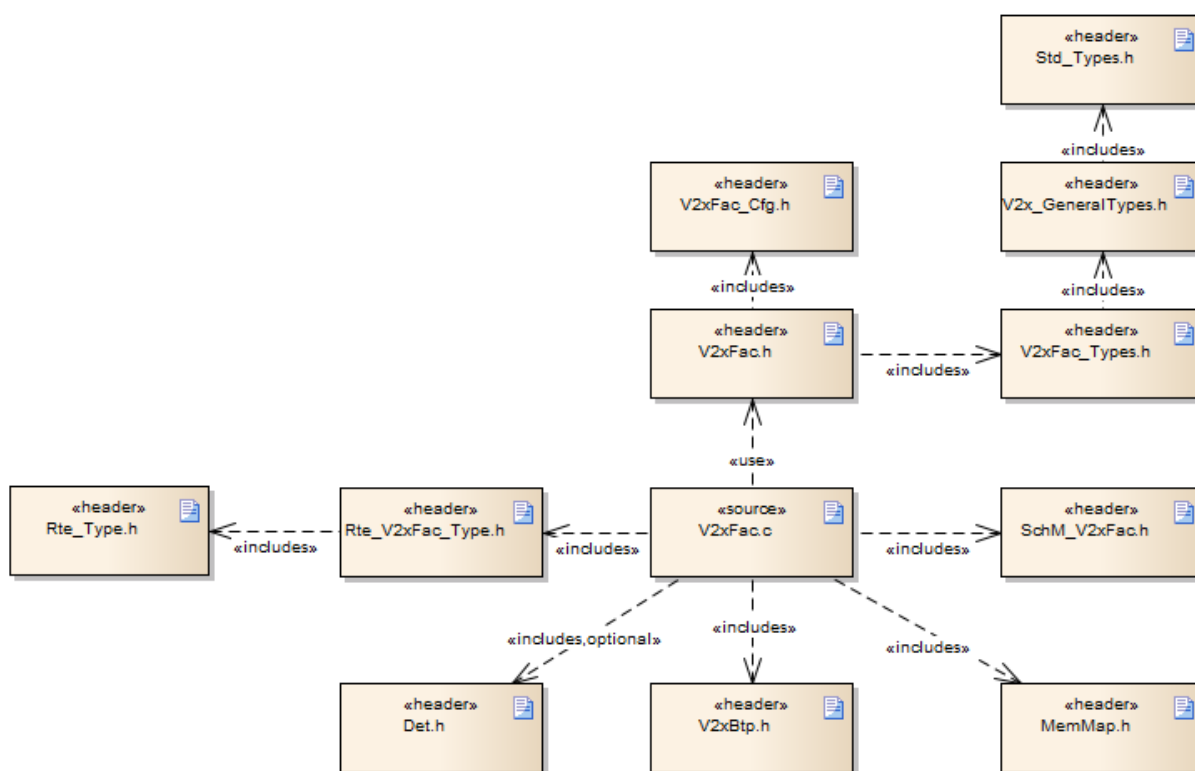 «header»
Std_Types.h
«includes»
«header»
V2xFac_Cfg.h
«header»
V2x_GeneralTypes.h
«includes»
«includes»
«header»
V2xFac.h
«includes»
«header»
V2xFac_Types.h
«use»
«header»
Rte_Type.h
«includes»
«header»
Rte_V2xFac_Type.h
«includes»
«source»
V2xFac.c
«includes»
«header»
SchM_V2xFac.h
«includes,optional»
«includes»
«includes»
«header»
Det.h
«header»
V2xBtp.h
«header»
MemMap.h